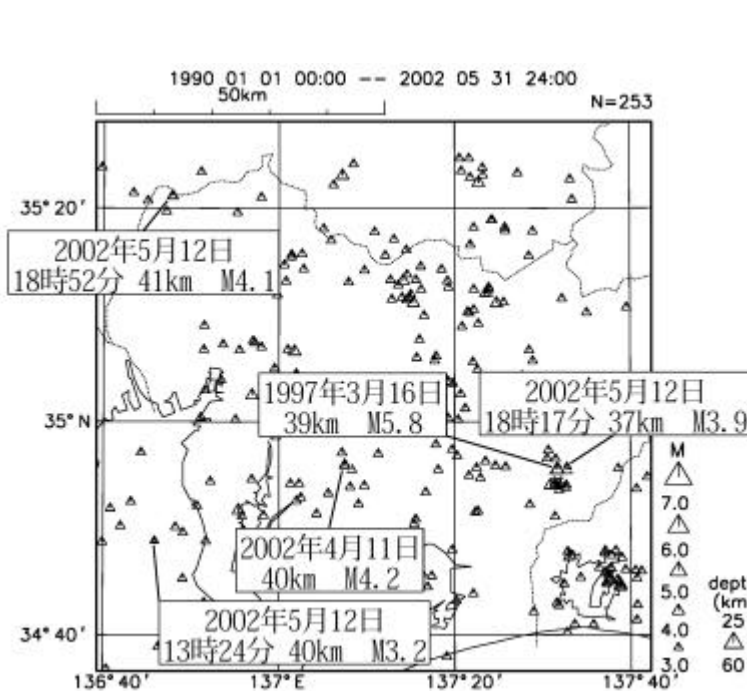 1990 01 01 00:00 -- 2002 05 31 24:00
50km
N=253
35° 20′
2002年5月12日
18時52分 41km M4.1
1997年3月16日
39km M5.8
2002年5月12日
18時17分 37km M3.9
35° N
M
7.0
6.0
5.0
4.0
3.0
2002年4月11日
40km M4.2
2002年5月12日
13時24分 40km M3.2
dept
(km
25
60
34° 40′
136° 40′
137° E
137° 20′
137° 40′